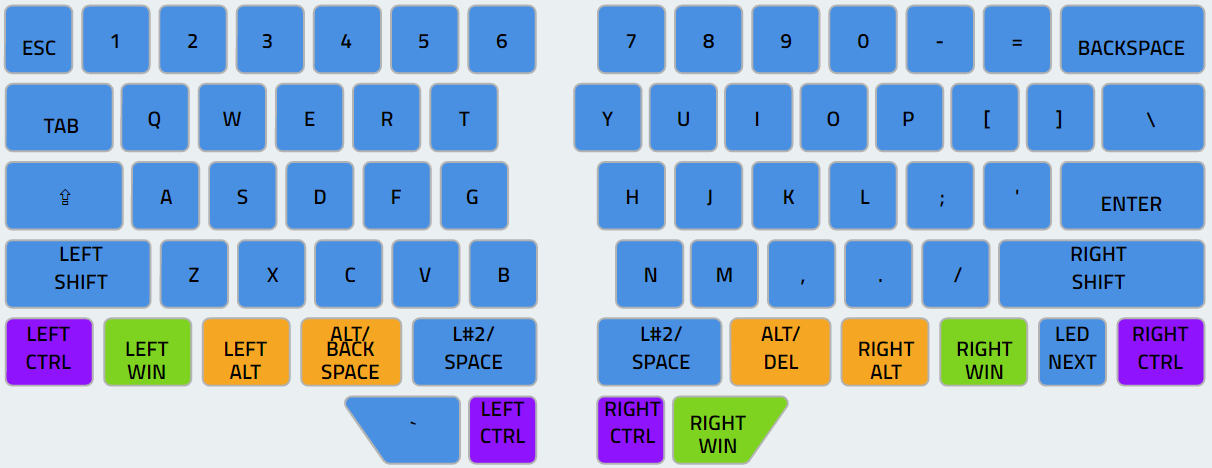 ESC 1 2 3 4 5 6 7 8 9 0 - = BACKSPACE
TAB Q W E R T Y U I O P [ ] \
⇪ A S D F G H J K L ; ' ENTER
LEFT SHIFT Z X C V B N M , . / RIGHT SHIFT
LEFT CTRL LEFT WIN LEFT ALT ALT/ BACK SPACE L#2/ SPACE L#2/ SPACE ALT/ DEL RIGHT ALT RIGHT WIN LED NEXT RIGHT CTRL
` LEFT CTRL RIGHT CTRL RIGHT WIN